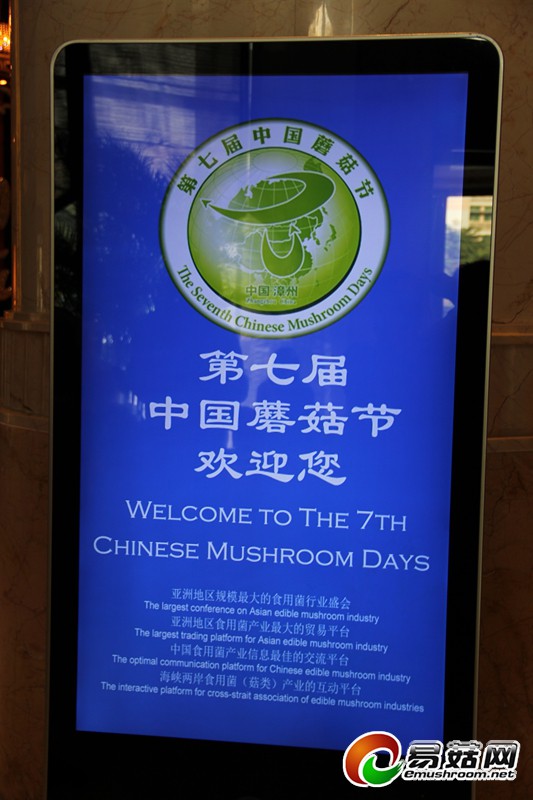 第七届中国蘑菇节
中国·漳州
Zhangzhou China
The Seventh Chinese Mushroom Days
第七届
中国蘑菇节
欢迎您
WELCOME TO THE 7TH
CHINESE MUSHROOM DAYS
亚洲地区规模最大的食用菌行业盛会
The largest conference on Asian edible mushroom industry
亚洲地区食用菌产业最大的贸易平台
The largest trading platform for Asian edible mushroom industry
中国食用菌产业信息最佳的交流平台
The optimal communication platform for Chinese edible mushroom industry
海峡两岸食用菌（菇类）产业的互动平台
The interactive platform for cross-strait association of edible mushroom industries
易菇网
emushroom.net